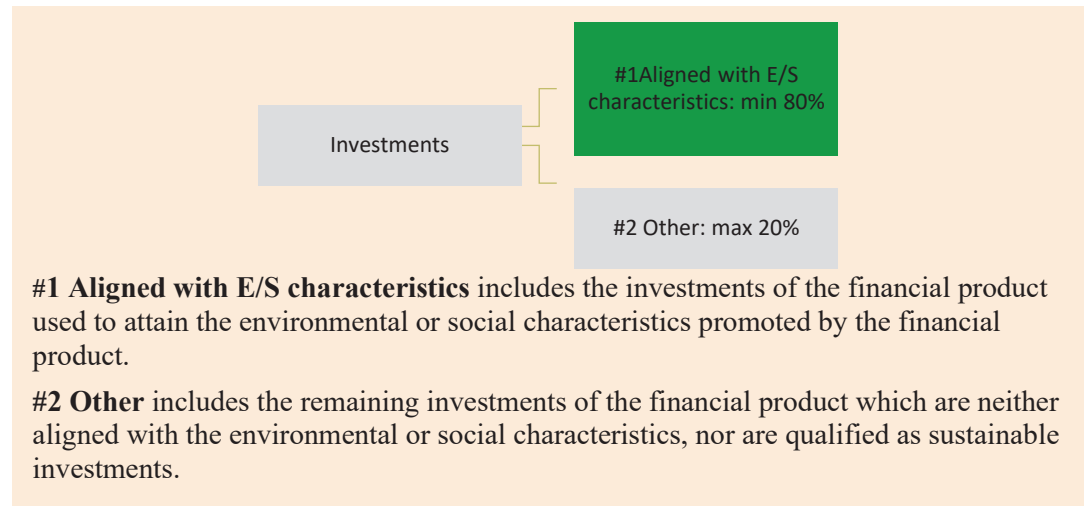 #1Aligned with E/S
characteristics: min 80%
Investments
#2 Other: max 20%
#1 Aligned with E/S characteristics includes the investments of the financial product
used to attain the environmental or social characteristics promoted by the financial
product.
#2 Other includes the remaining investments of the financial product which are neither
aligned with the environmental or social characteristics, nor are qualified as sustainable
investments.